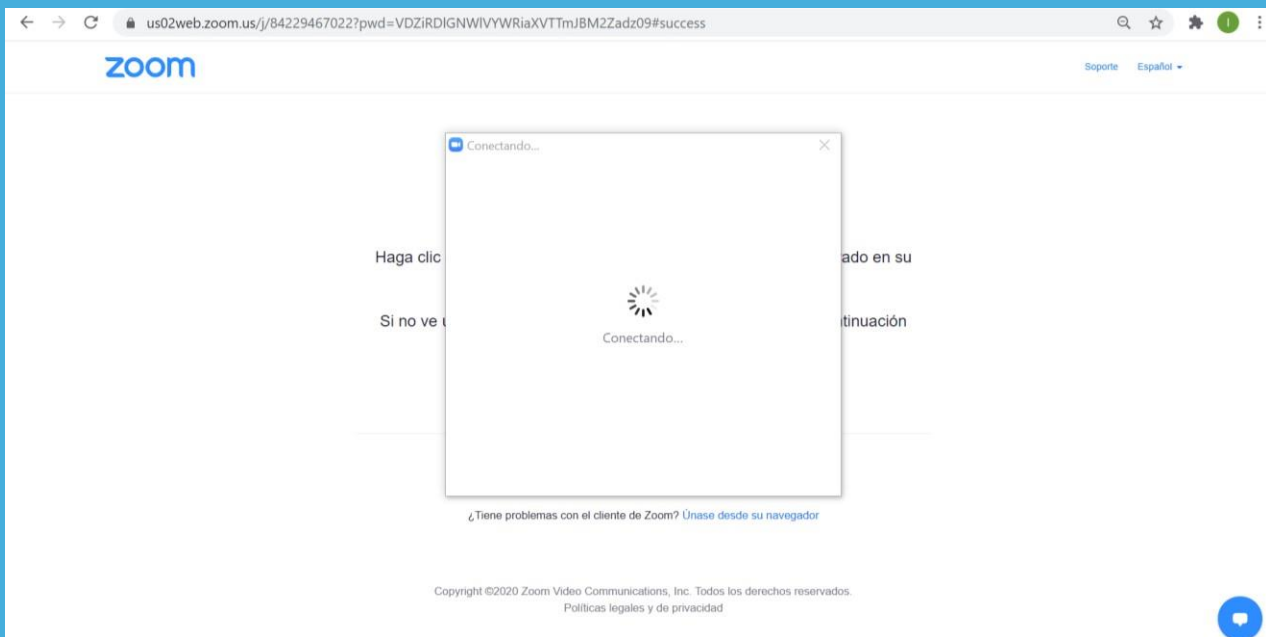 us02web.zoom.us/j/84229467022?pwd=VDZiRDlGNWlVYWRiaXVTTmJBM2Zadz09#success
I
zoom
Soporte Español
Conectando...
Haga clic ado en su
Si no ve tinuación
Conectando...
¿Tiene problemas con el cliente de Zoom? Únase desde su navegador
Copyright ©2020 Zoom Video Communications, Inc. Todos los derechos reservados.
Políticas legales y de privacidad